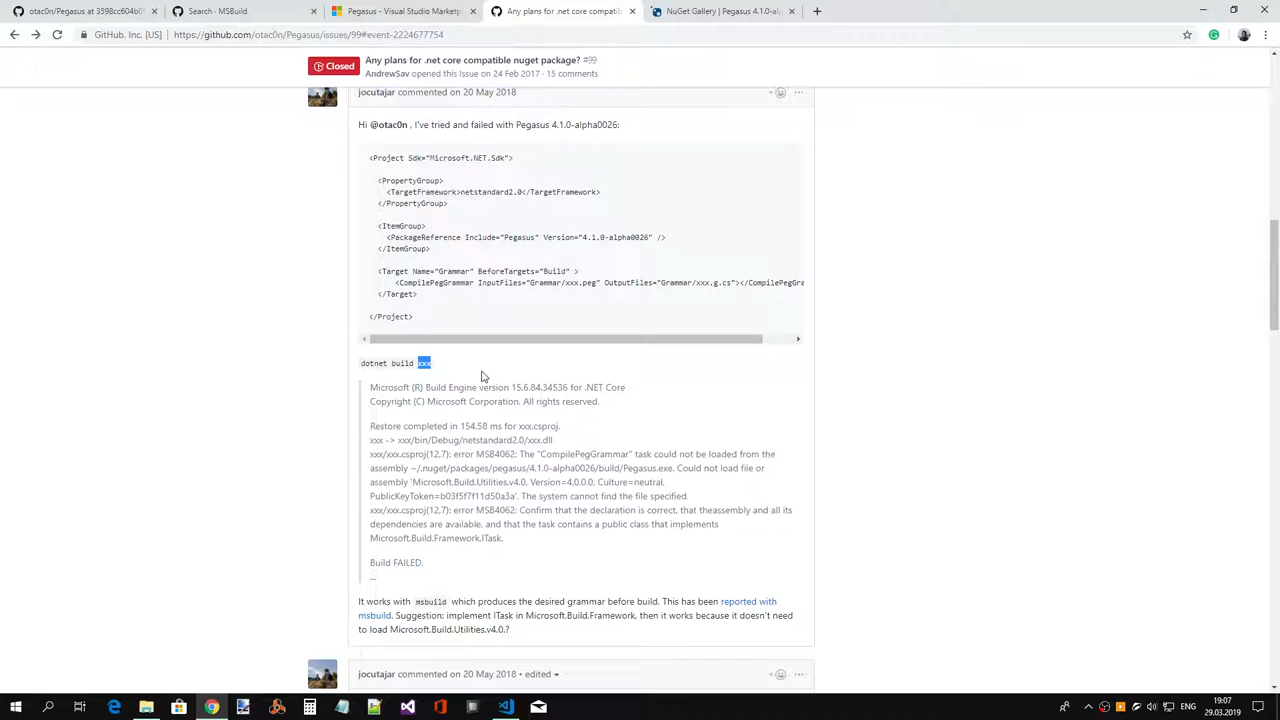 otac0n/Pegasus at 3598c604b0f
Search - MSBuild
Pegasus - Visual Studio Marketp
Any plans for .net core compatib
NuGet Gallery | Pegasus 4.1.0-al
GitHub, Inc. [US]
https://github.com/otac0n/Pegasus/issues/99#event-2224677754
Closed
Any plans for .net core compatible nuget package? #99
AndrewSav opened this issue on 24 Feb 2017 · 15 comments
jocutajar commented on 20 May 2018
Hi @otac0n , I've tried and failed with Pegasus 4.1.0-alpha0026:
<Project Sdk="Microsoft.NET.Sdk">
<PropertyGroup>
<TargetFramework>netstandard2.0</TargetFramework>
</PropertyGroup>
<ItemGroup>
<PackageReference Include="Pegasus" Version="4.1.0-alpha0026" />
</ItemGroup>
<Target Name="Grammar" BeforeTargets="Build" >
<CompilePegGrammar InputFiles="Grammar/xxx.peg" OutputFiles="Grammar/xxx.g.cs"></CompilePegGra
</Target>
</Project>
dotnet build xxx
Microsoft (R) Build Engine version 15.6.84.34536 for .NET Core
Copyright (C) Microsoft Corporation. All rights reserved.
Restore completed in 154.58 ms for xxx.csproj.
xxx -> xxx/bin/Debug/netstandard2.0/xxx.dll
xxx/xxx.csproj(12,7): error MSB4062: The "CompilePegGrammar" task could not be loaded from the
assembly ~/.nuget/packages/pegasus/4.1.0-alpha0026/build/Pegasus.exe. Could not load file or
assembly 'Microsoft.Build.Utilities.v4.0, Version=4.0.0.0, Culture=neutral,
PublicKeyToken=b03f5f7f11d50a3a'. The system cannot find the file specified.
xxx/xxx.csproj(12,7): error MSB4062: Confirm that the declaration is correct, that theassembly and all its
dependencies are available, and that the task contains a public class that implements
Microsoft.Build.Framework.ITask.
Build FAILED.
...
It works with msbuild which produces the desired grammar before build. This has been reported with
msbuild. Suggestion: implement ITask in Microsoft.Build.Framework, then it works because it doesn't need
to load Microsoft.Build.Utilities.v4.0.?
jocutajar commented on 20 May 2018 • edited
ENG
19:07
29.03.2019